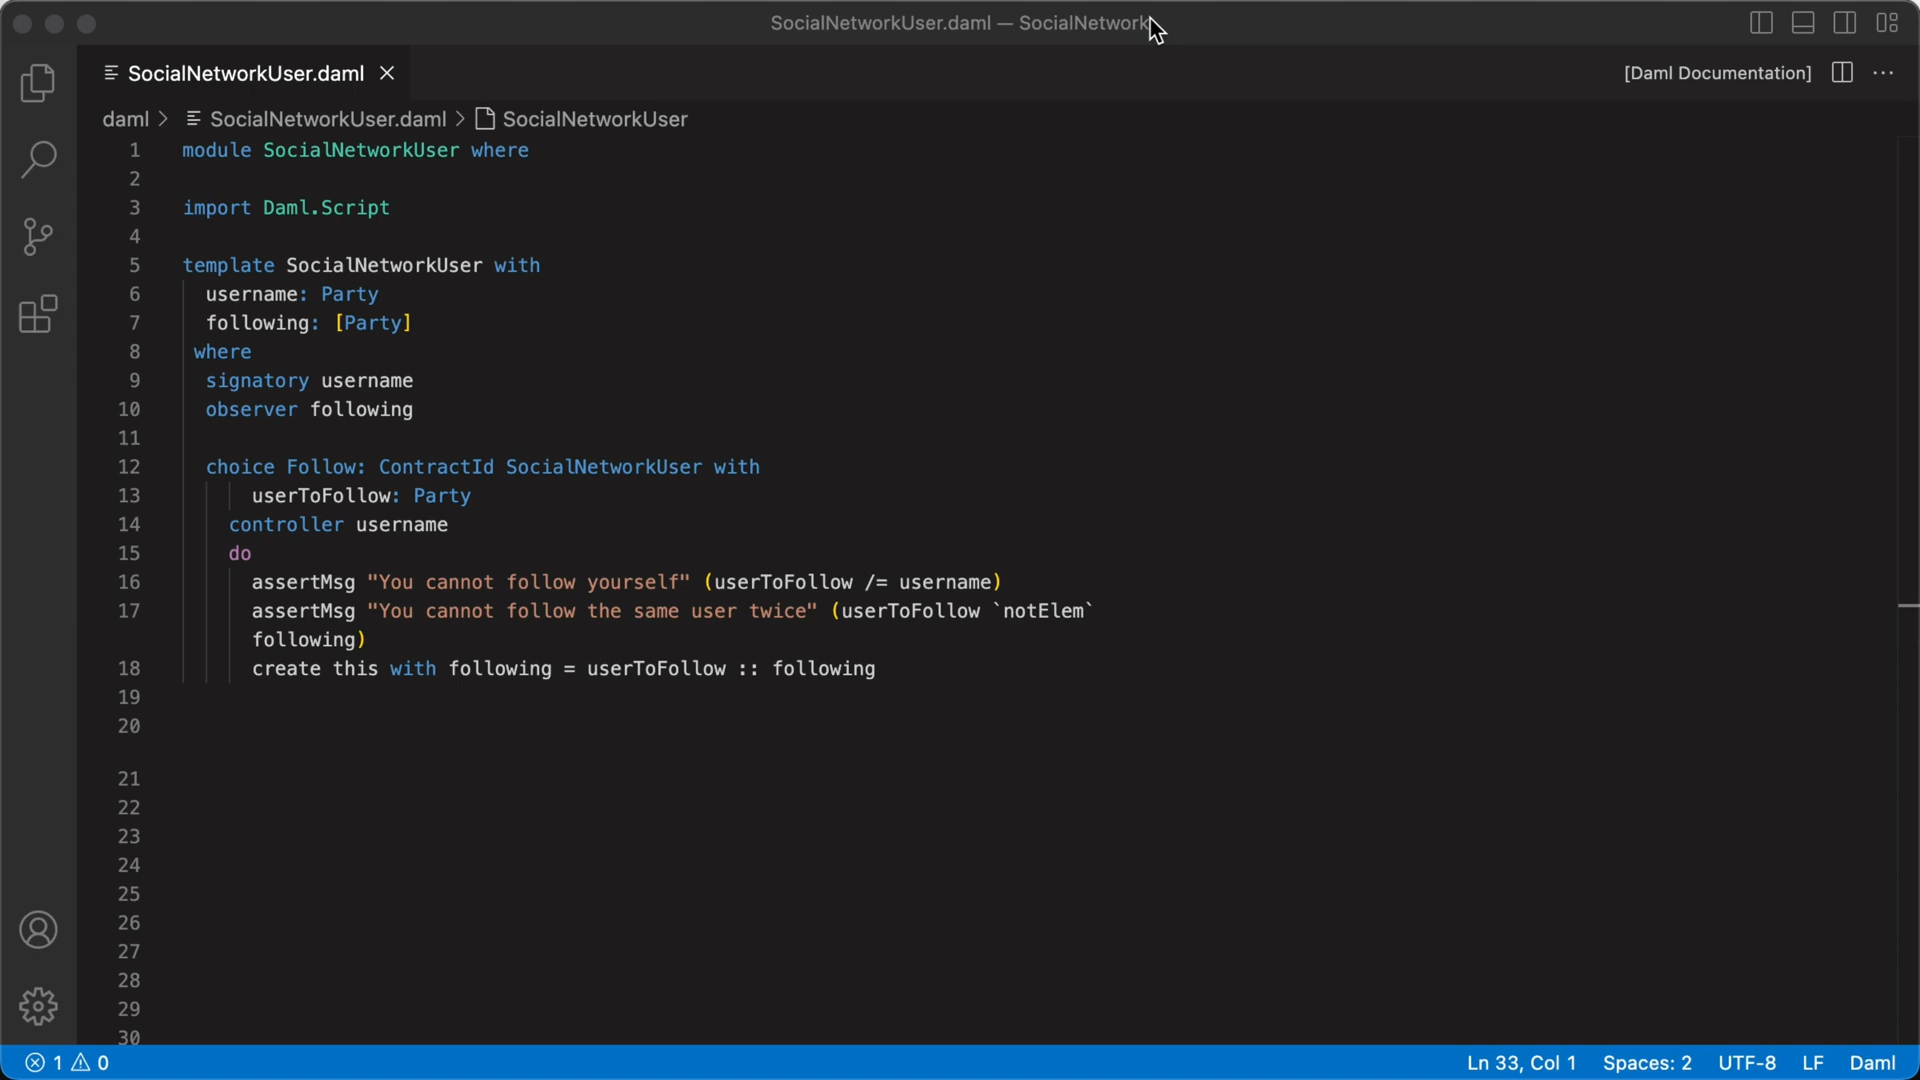 SocialNetworkUser.daml — SocialNetwork
SocialNetworkUser.daml
[Daml Documentation]
daml > SocialNetworkUser.daml > SocialNetworkUser
1 module SocialNetworkUser where
2
3 import Daml.Script
4
5 template SocialNetworkUser with
6 username: Party
7 following: [Party]
8 where
9 signatory username
10 observer following
11
12 choice Follow: ContractId SocialNetworkUser with
13 userToFollow: Party
14 controller username
15 do
16 assertMsg "You cannot follow yourself" (userToFollow /= username)
17 assertMsg "You cannot follow the same user twice" (userToFollow `notElem`
following)
18 create this with following = userToFollow :: following
19
20
21
22
23
24
25
26
27
28
29
30
1 0
Ln 33, Col 1 Spaces: 2 UTF-8 LF Daml